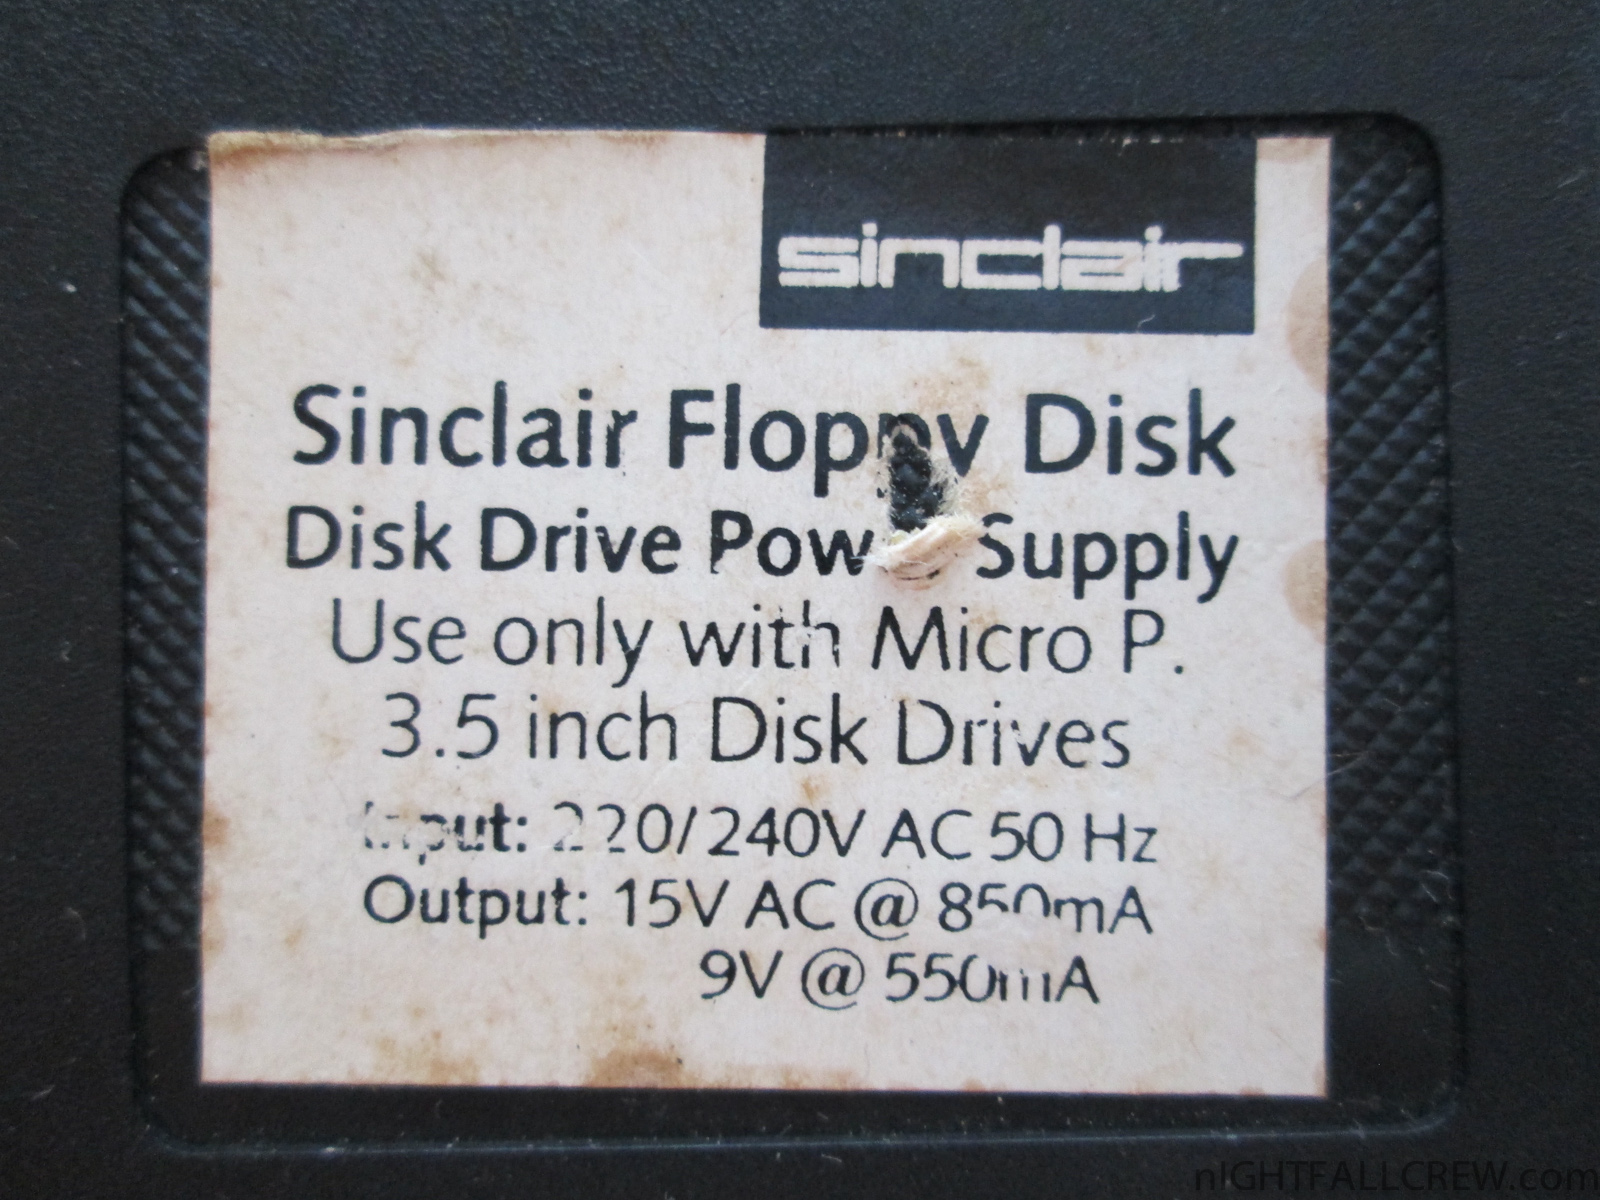 sinclair
Sinclair Floppy Disk
Disk Drive Power Supply
Use only with Micro P.
3.5 inch Disk Drives
Input: 220/240V AC 50 Hz
Output: 15V AC @ 850mA
9V @ 550mA
nIGHTFALLCREW.com